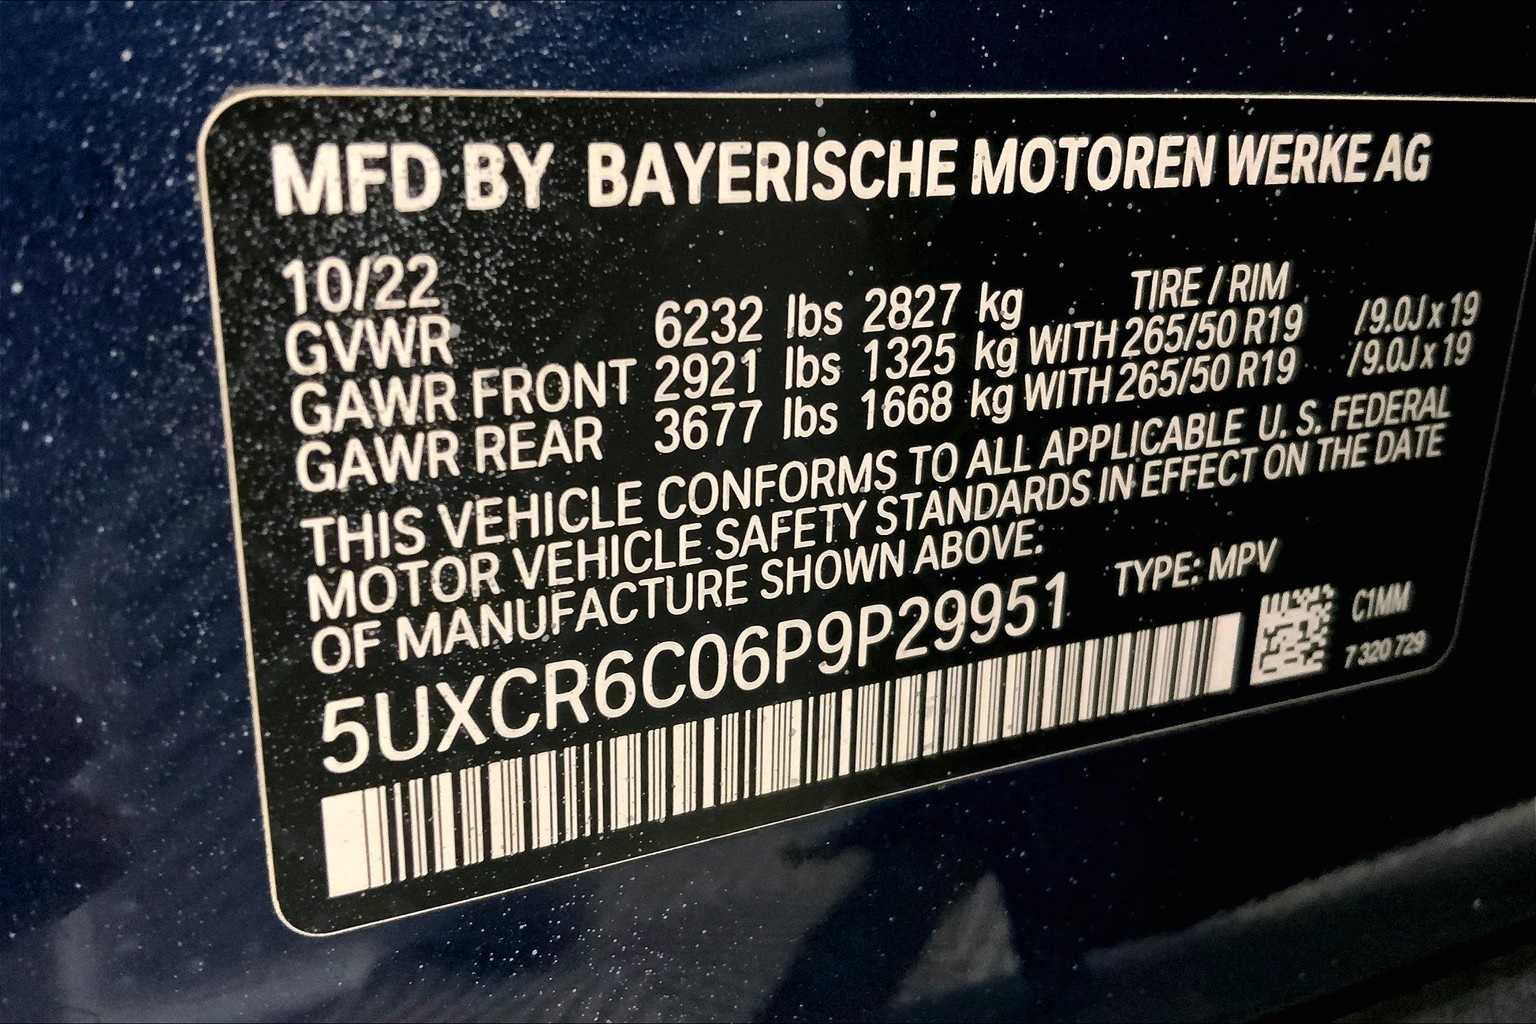 MFD BY BAYERISCHE MOTOREN WERKE AG
10/22 TIRE / RIM
GVWR 6232 lbs 2827 kg
GAWR FRONT 2921 lbs 1325 kg WITH 265/50 R19 /9.0J x 19
GAWR REAR 3677 lbs 1668 kg WITH 265/50 R19 /9.0J x 19
THIS VEHICLE CONFORMS TO ALL APPLICABLE U. S. FEDERAL
MOTOR VEHICLE SAFETY STANDARDS IN EFFECT ON THE DATE
OF MANUFACTURE SHOWN ABOVE.
5UXCR6C06P9P29951 TYPE: MPV
C1MM
7 320 729